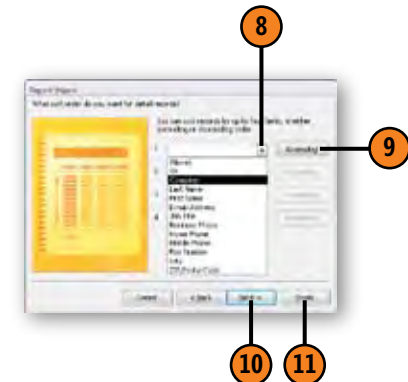 8
Report Wizard
What sort order do you want for detail records?
You can sort records by up to four fields, in either
ascending or descending order.
1
Ascending
9
(None)
ID
Company
Last Name
First Name
E-mail Address
Job Title
Business Phone
Home Phone
Mobile Phone
Fax Number
City
ZIP/Postal Code
2
3
4
Cancel
< Back
Next >
Finish
10
11